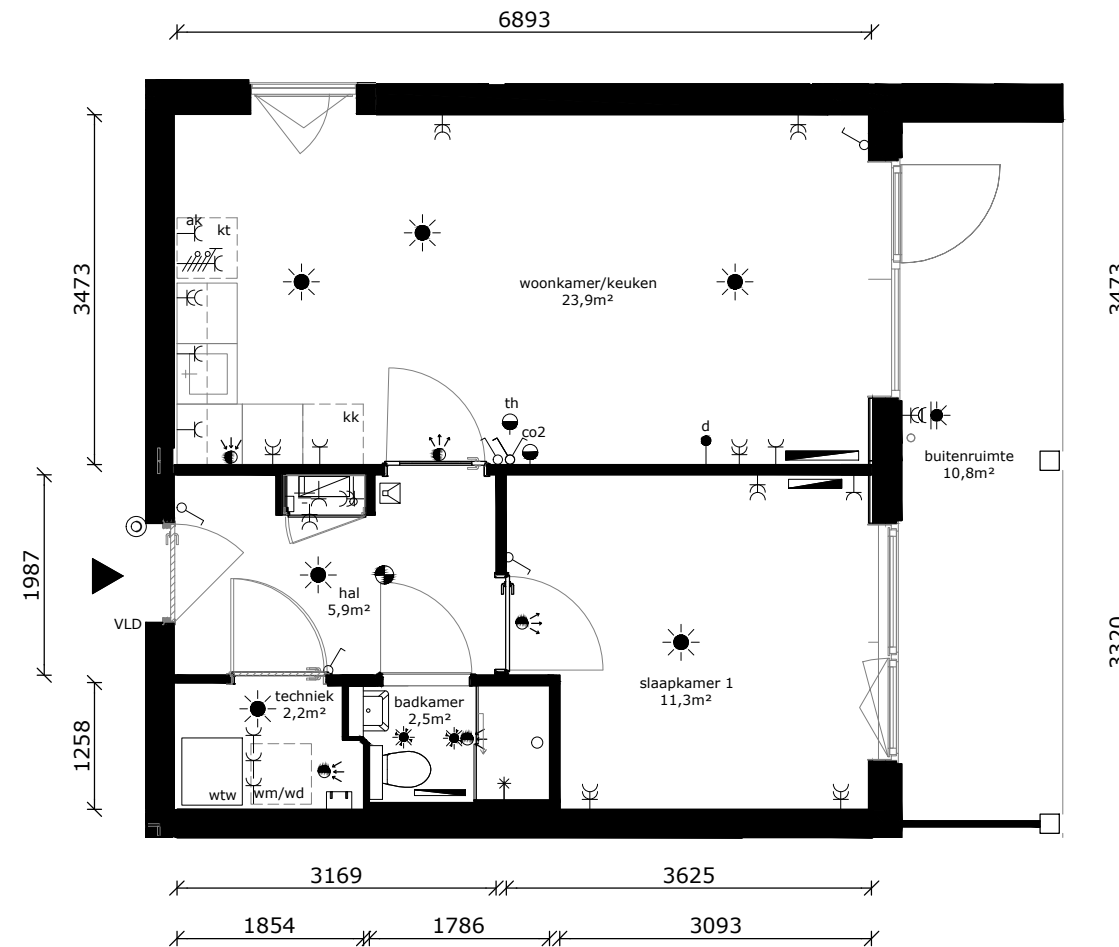 6893
3473
ak
kt
woonkamer/keuken
23,9m²
3473
kk
th
co2
d
buitenruimte
10,8m²
1987
hal
5,9m²
VLD
3320
slaapkamer 1
11,3m²
techniek
2,2m²
badkamer
2,5m²
1258
wtw
wm/wd
3169
3625
1854
1786
3093